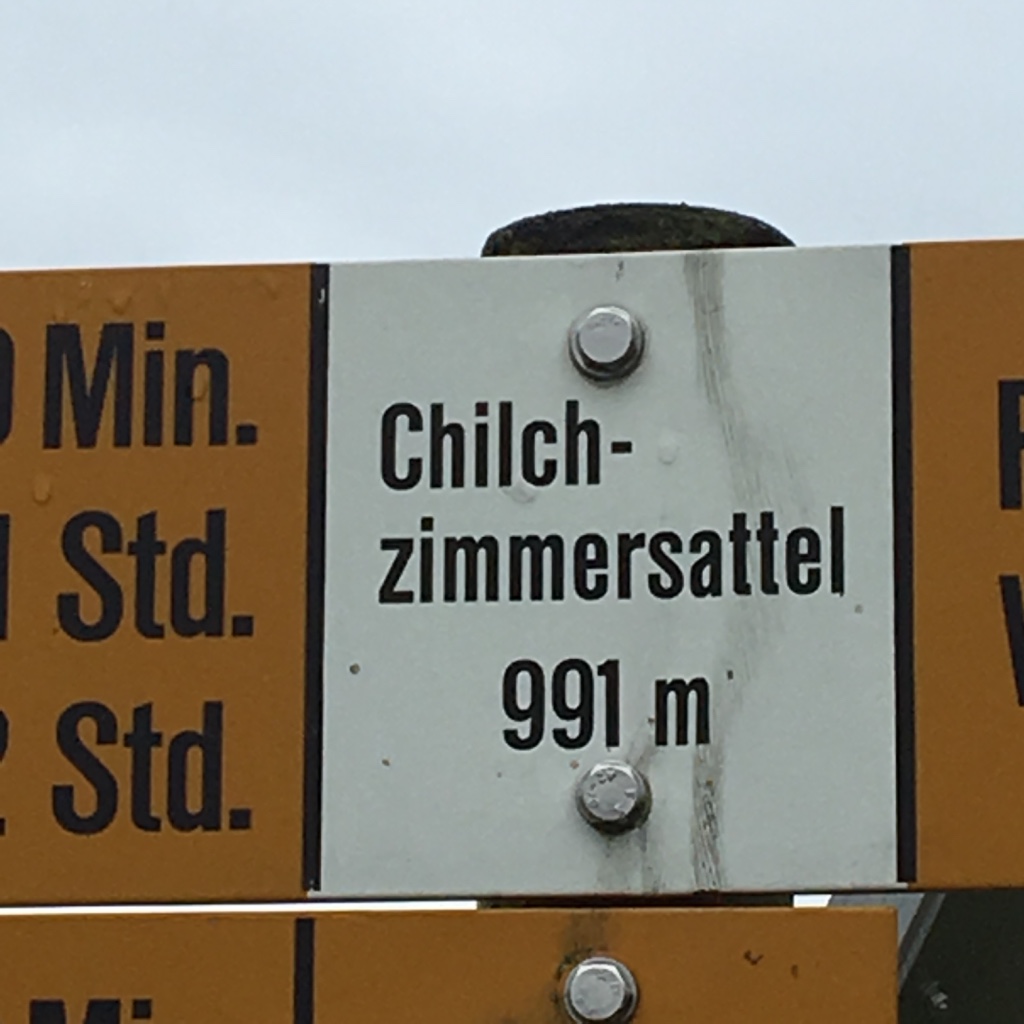 Min.
Std.
Std.
Chilch-
zimmersattel
991 m